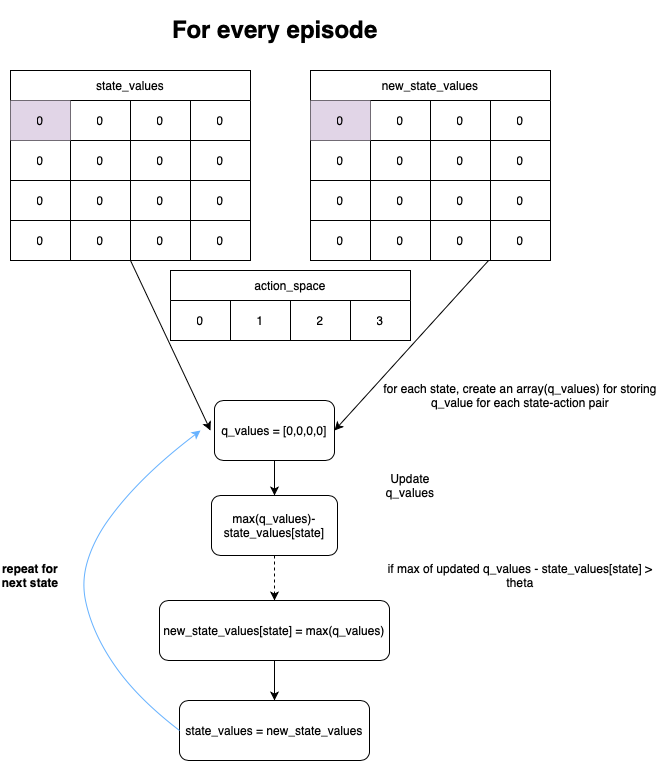 For every episode
state_values
0 0 0 0
0 0 0 0
0 0 0 0
0 0 0 0
new_state_values
0 0 0 0
0 0 0 0
0 0 0 0
0 0 0 0
action_space
0 1 2 3
for each state, create an array(q_values) for storing
q_value for each state-action pair
q_values = [0,0,0,0]
Update
q_values
max(q_values)-
state_values[state]
repeat for
next state
if max of updated q_values - state_values[state] >
theta
new_state_values[state] = max(q_values)
state_values = new_state_values